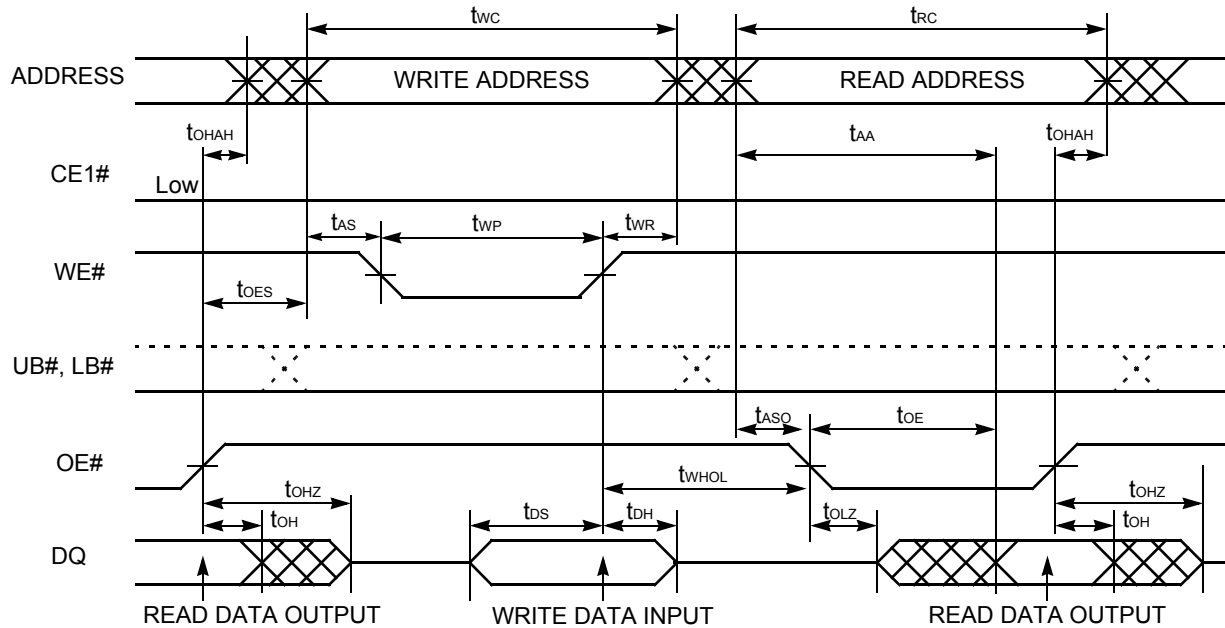 tWC tRC
ADDRESS WRITE ADDRESS READ ADDRESS
tOHAH tAA tOHAH
CE1# Low
tAS tWP tWR
WE#
tOES
UB#, LB#
tASO tOE
OE#
tOHZ tWHOL tOHZ
tOH tDS tDH tOLZ tOH
DQ
READ DATA OUTPUT WRITE DATA INPUT READ DATA OUTPUT